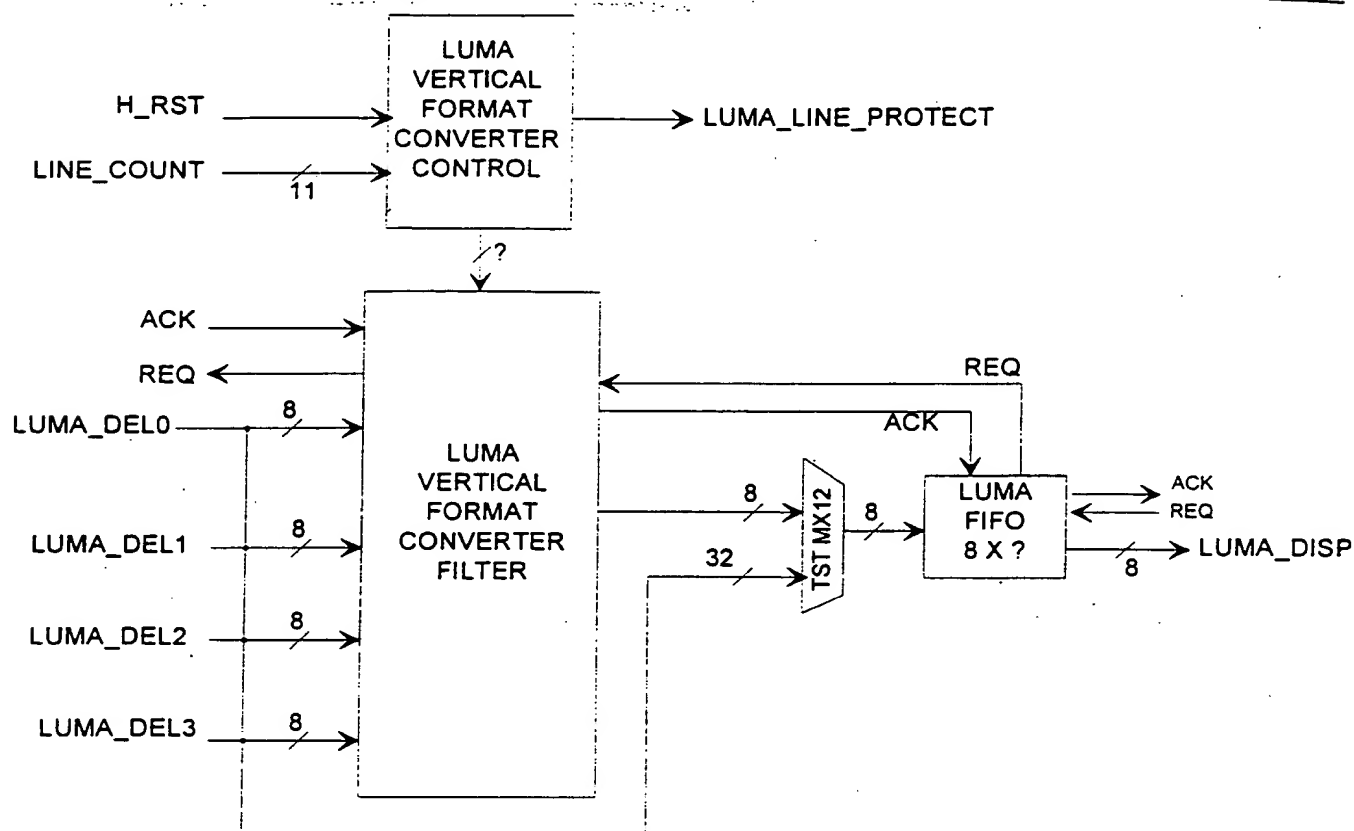 LUMA
VERTICAL
FORMAT
CONVERTER
CONTROL
H_RST
LINE_COUNT
11
LUMA_LINE_PROTECT
?
ACK
REQ
LUMA_DEL0
8
LUMA_DEL1
8
LUMA_DEL2
8
LUMA_DEL3
8
LUMA
VERTICAL
FORMAT
CONVERTER
FILTER
REQ
ACK
8
32
TST MX12
8
LUMA
FIFO
8 X ?
ACK
REQ
8
LUMA_DISP